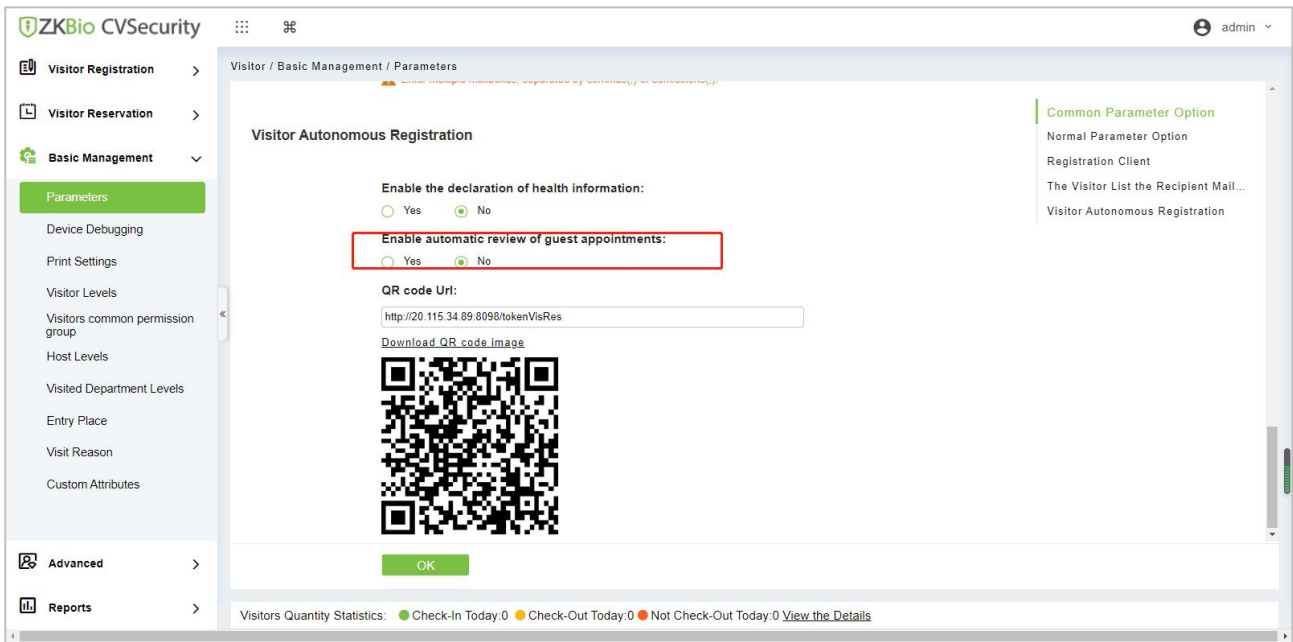 ZKBio CVSecurity
admin
Visitor Registration
Visitor Reservation
Basic Management
Parameters
Device Debugging
Print Settings
Visitor Levels
Visitors common permission
group
Host Levels
Visited Department Levels
Entry Place
Visit Reason
Custom Attributes
Advanced
Reports
Visitor / Basic Management / Parameters
Visitor Autonomous Registration
Enable the declaration of health information:
Yes No
Enable automatic review of guest appointments:
Yes No
QR code Url:
http://20.115.34.89:8098/tokenVisRes
Download QR code image
OK
Common Parameter Option
Normal Parameter Option
Registration Client
The Visitor List the Recipient Mail...
Visitor Autonomous Registration
Visitors Quantity Statistics: Check-In Today:0 Check-Out Today:0 Not Check-Out Today:0 View the Details